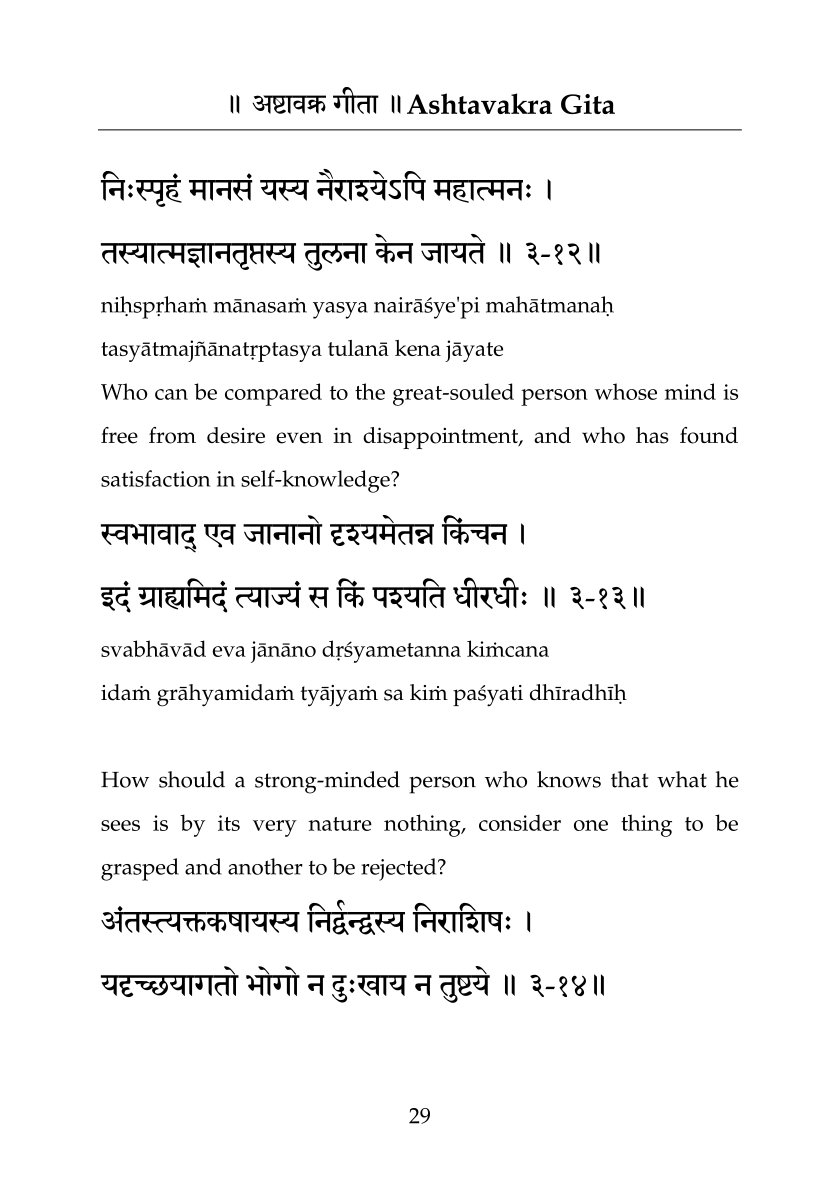 ॥ अष्टावक्र गीता ॥ Ashtavakra Gita
निःस्पृहं मानसं यस्य नैराश्येऽपि महात्मनः ।
तस्यात्मज्ञानतृप्तस्य तुलना केन जायते ॥ ३-१२॥
niḥspṛhaṁ mānasaṁ yasya nairāśye'pi mahātmanaḥ
tasyātmajñānatṛptasya tulanā kena jāyate
Who can be compared to the great-souled person whose mind is
free from desire even in disappointment, and who has found
satisfaction in self-knowledge?
स्वभावाद् एव जानानो दृश्यमेतन्न किंचन ।
इदं ग्राह्यमिदं त्याज्यं स किं पश्यति धीरधीः ॥ ३-१३॥
svabhāvād eva jānāno dṛśyametanna kiṁcana
idaṁ grāhyamidaṁ tyājyaṁ sa kiṁ paśyati dhīradhīḥ
How should a strong-minded person who knows that what he
sees is by its very nature nothing, consider one thing to be
grasped and another to be rejected?
अंतस्त्यक्तकषायस्य निर्द्वन्द्वस्य निराशिषः ।
यदृच्छयागतो भोगो न दुःखाय न तुष्टये ॥ ३-१४॥
29